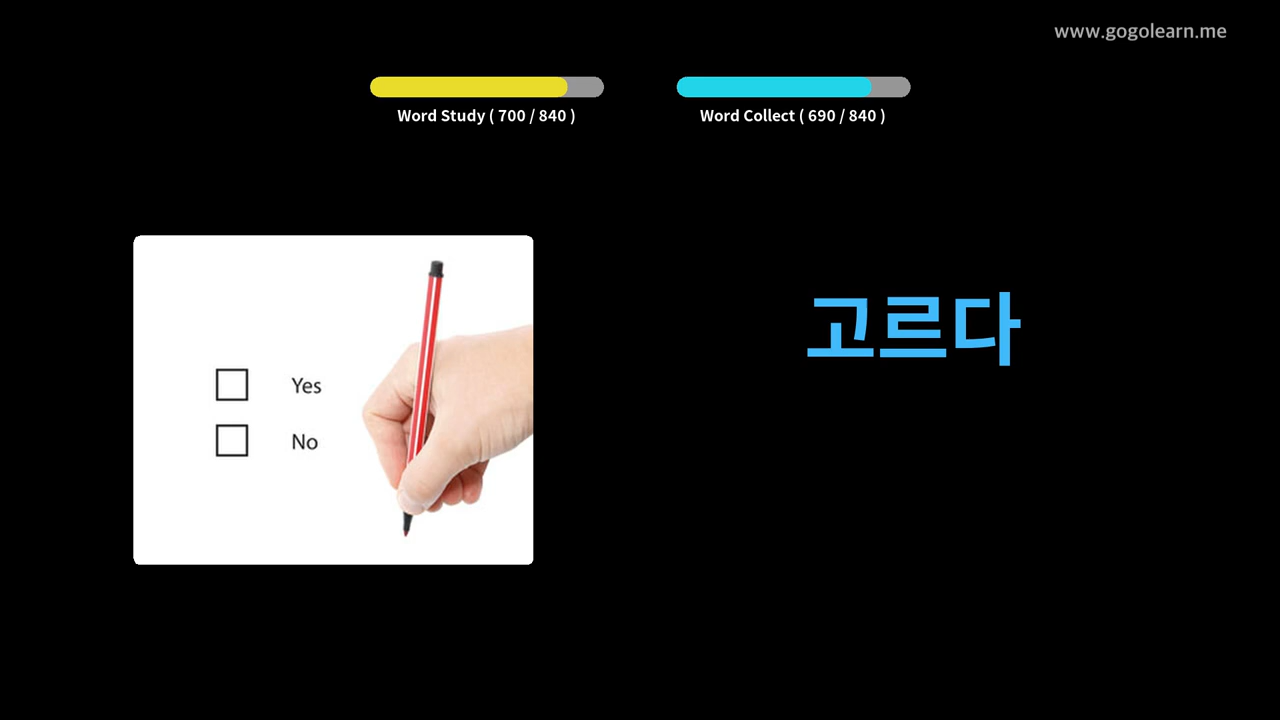 www.gogolearn.me
Word Study ( 700 / 840 )
Word Collect ( 690 / 840 )
고르다
Yes
No